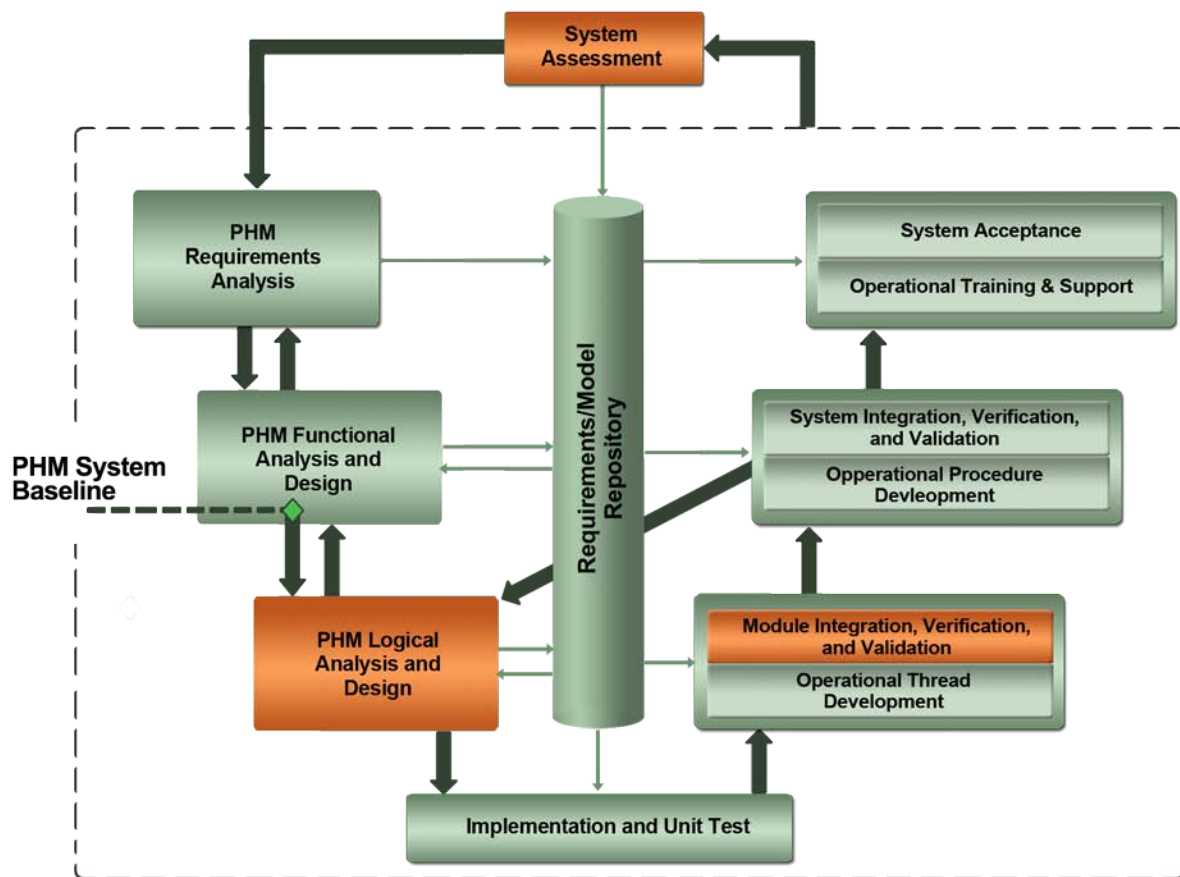 System
Assessment
PHM
Requirements
Analysis
System Acceptance
Operational Training & Support
Requirements/Model
Repository
PHM Functional
Analysis and
Design
System Integration, Verification,
and Validation
Opperational Procedure
Devleopment
PHM System
Baseline
PHM Logical
Analysis and
Design
Module Integration, Verification,
and Validation
Operational Thread
Development
Implementation and Unit Test